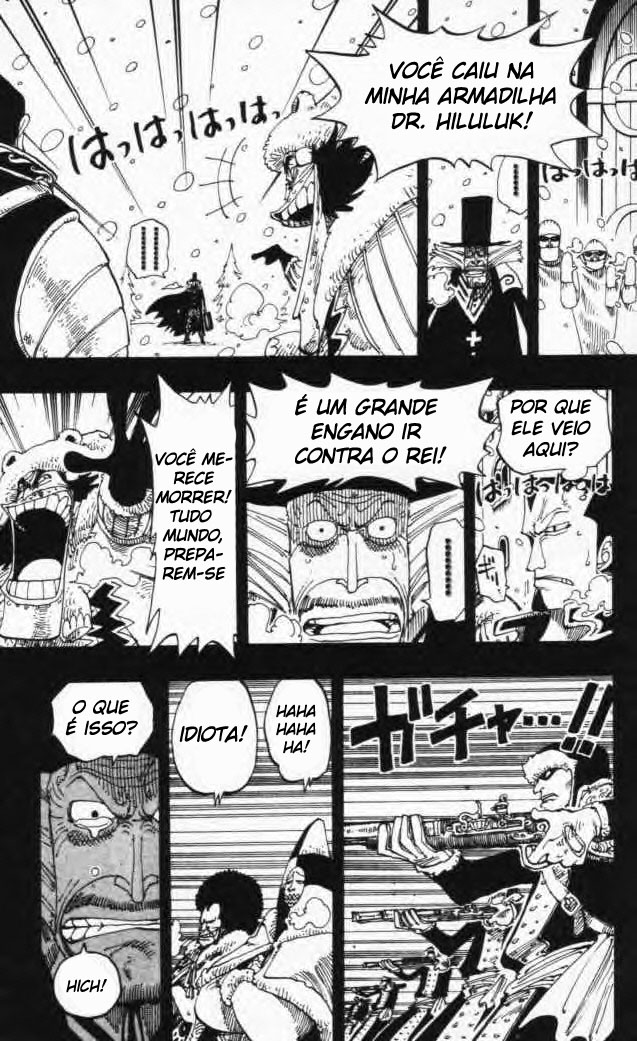 VOCÊ CAIU NA
MINHA ARMADILHA
DR. HILULUK!
はっはっはっはっ
はっはっはっは
POR QUE
ELE VEIO
AQUI?
はっはっはっは
É UM GRANDE
ENGANO IR
CONTRA O REI!
VOCÊ ME-
RECE
MORRER!
TUDO
MUNDO,
PREPA-
REM-SE
ガチャ...!!
HAHA
HAHA
HA!
IDIOTA!
O QUE
É ISSO?
HICH!